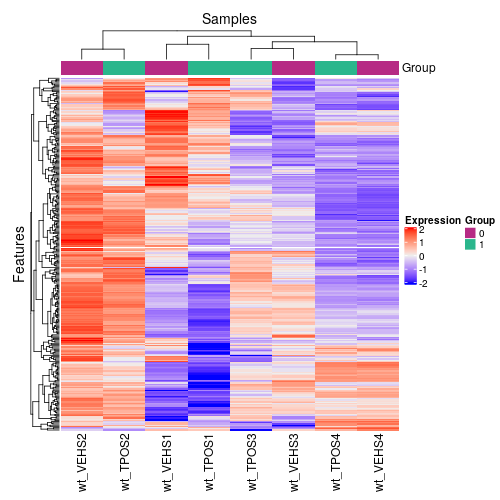 Samples
Group
Features
Expression
2
1
0
-1
-2
Group
0
1
wt_VEHS2
wt_TPOS2
wt_VEHS1
wt_TPOS1
wt_TPOS3
wt_VEHS3
wt_TPOS4
wt_VEHS4